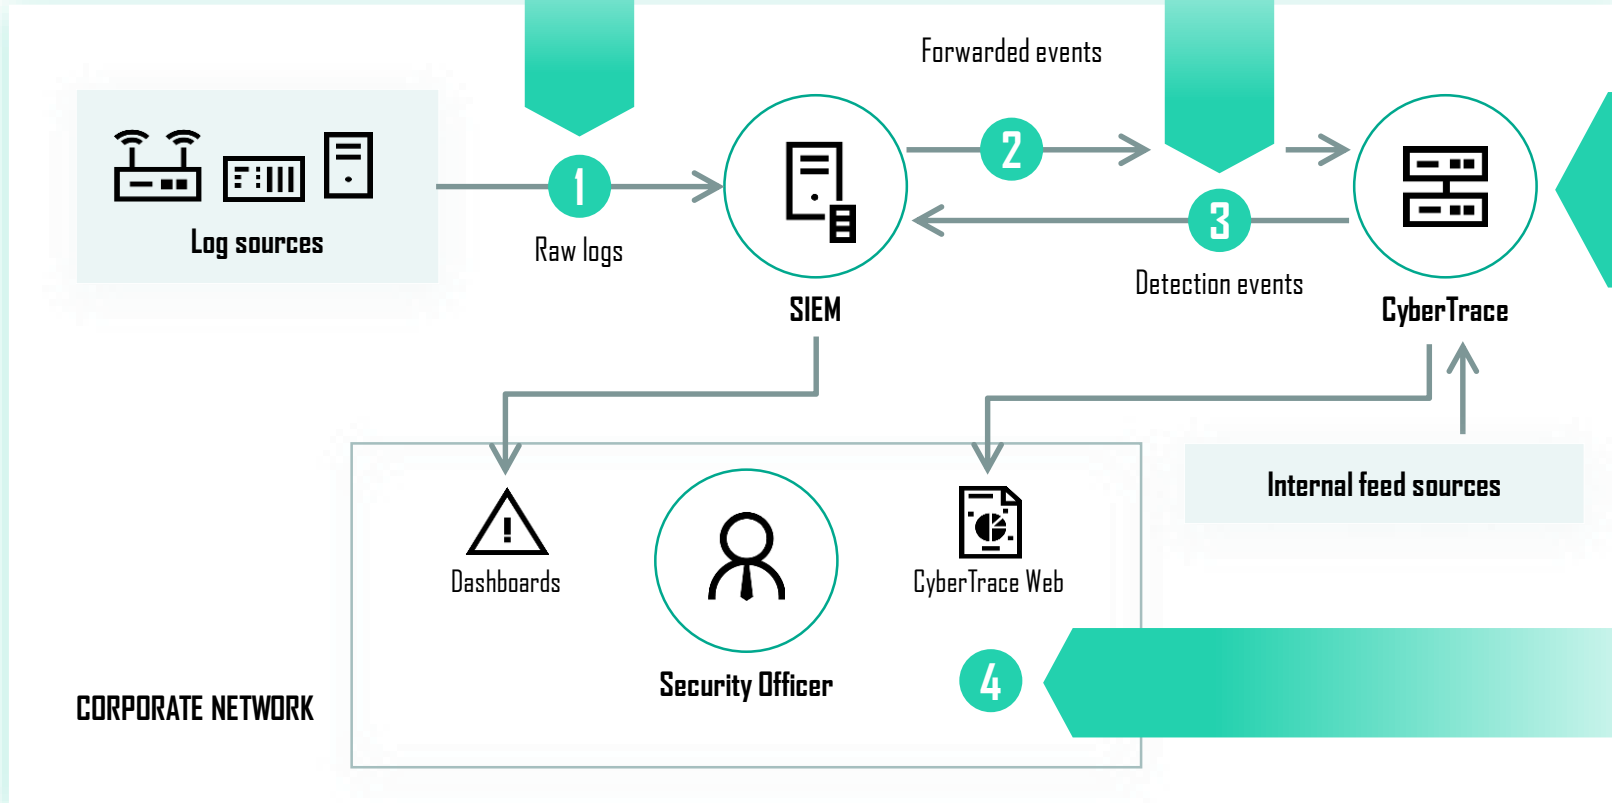 Forwarded events
2
1
3
Log sources
Raw logs
Detection events
SIEM
CyberTrace
Internal feed sources
Dashboards
CyberTrace Web
Security Officer
4
CORPORATE NETWORK